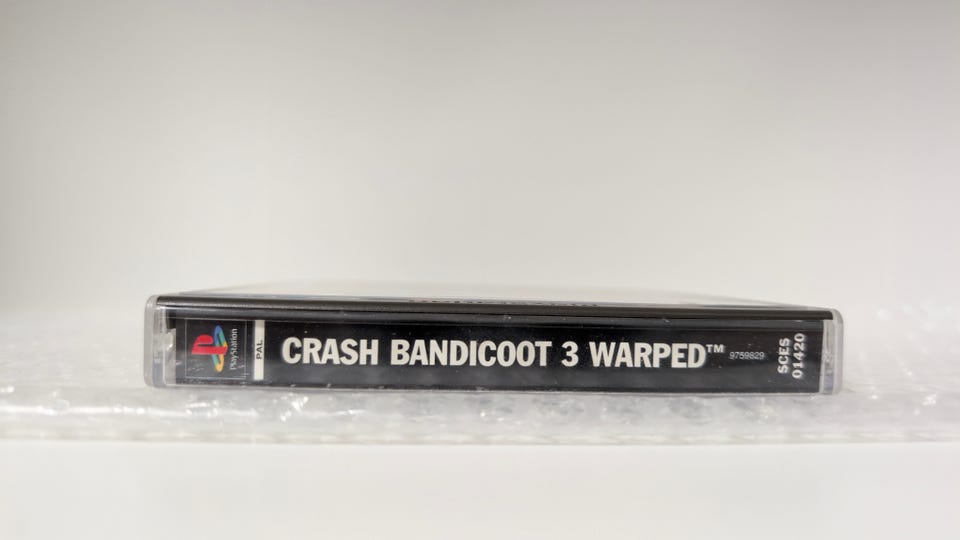 PlayStation
PAL
CRASH BANDICOOT 3 WARPED™
9759829
SCES
01420